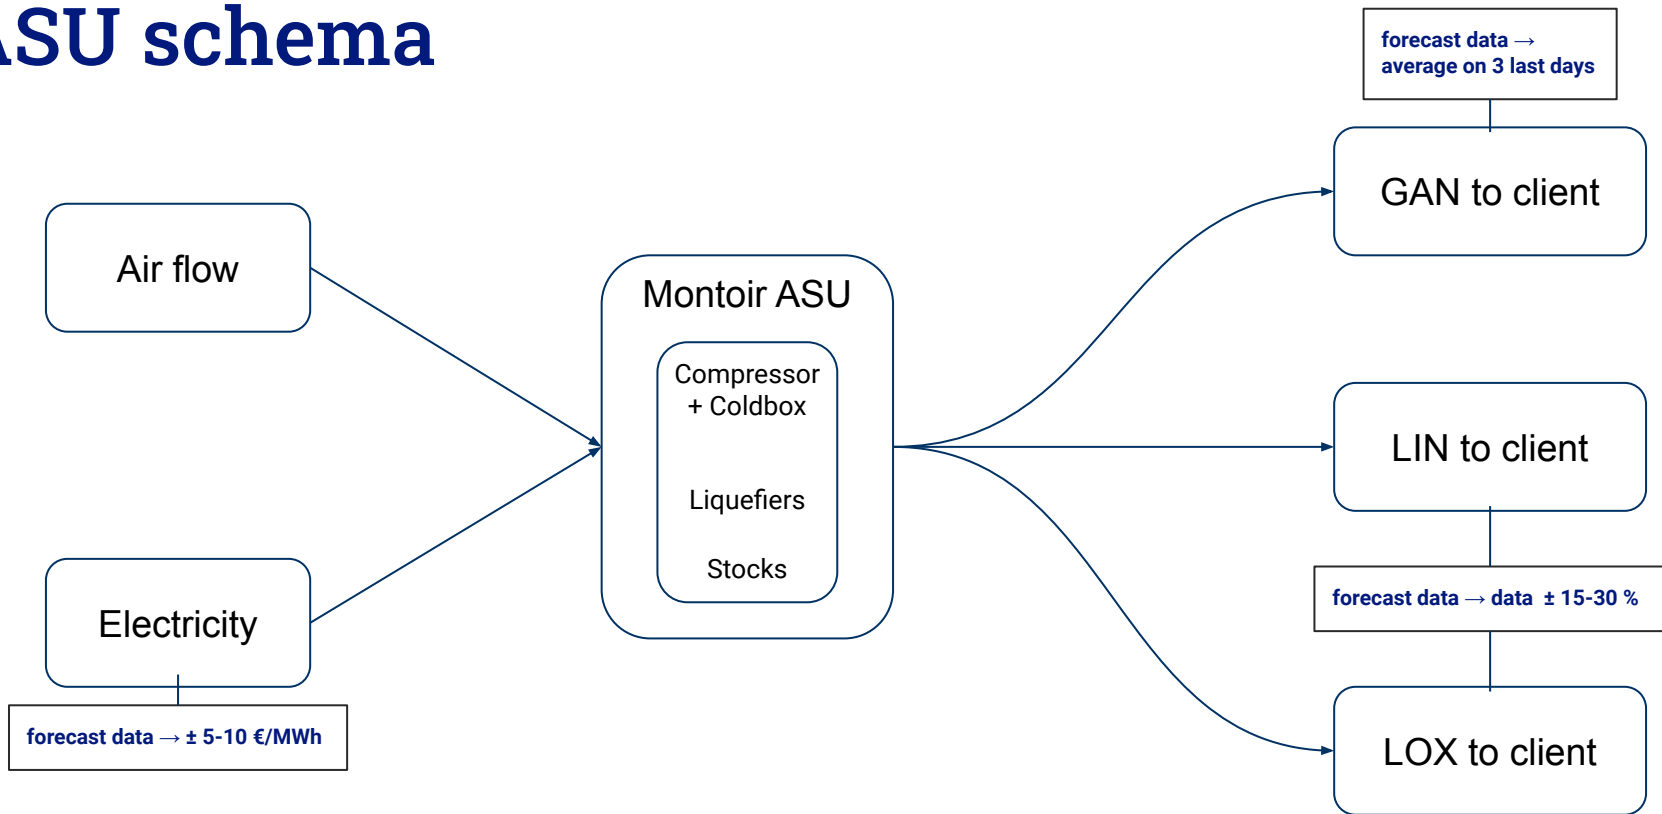 ASU schema
forecast data →
average on 3 last days
GAN to client
Air flow
Montoir ASU
Compressor
+ Coldbox
Liquefiers
Stocks
LIN to client
forecast data → data ± 15-30 %
Electricity
forecast data → ± 5-10 €/MWh
LOX to client